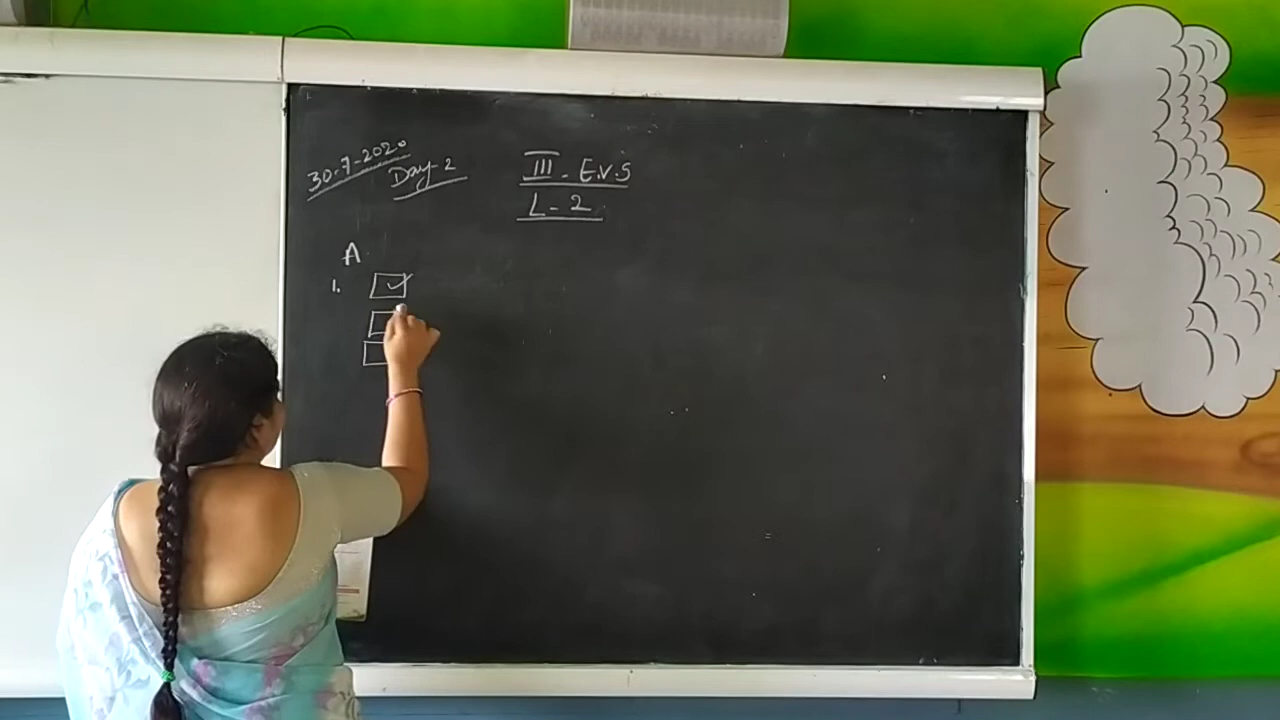 30-7-2020
Day-2
III - E.V.S
L - 2
A
1. ✓